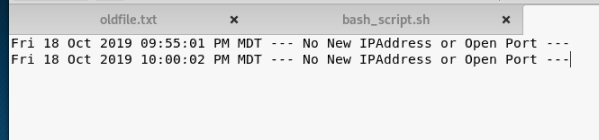 oldfile.txt × bash_script.sh ×
Fri 18 Oct 2019 09:55:01 PM MDT --- No New IPAddress or Open Port ---
Fri 18 Oct 2019 10:00:02 PM MDT --- No New IPAddress or Open Port ---